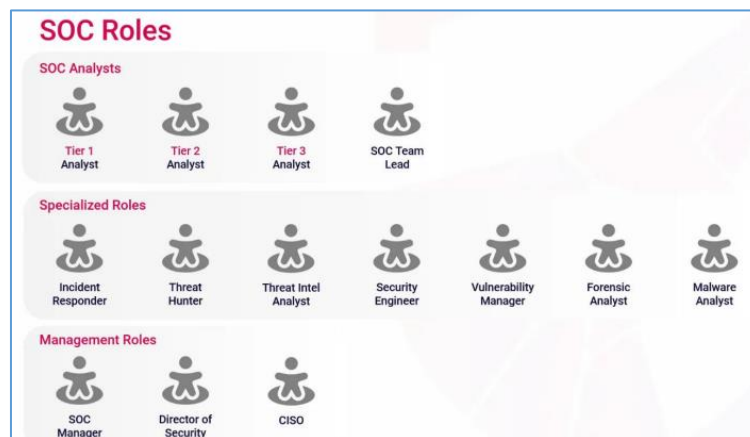 SOC Roles
SOC Analysts
Tier 1
Analyst
Tier 2
Analyst
Tier 3
Analyst
SOC Team
Lead
Specialized Roles
Incident
Responder
Threat
Hunter
Threat Intel
Analyst
Security
Engineer
Vulnerability
Manager
Forensic
Analyst
Malware
Analyst
Management Roles
SOC
Manager
Director of
Security
CISO